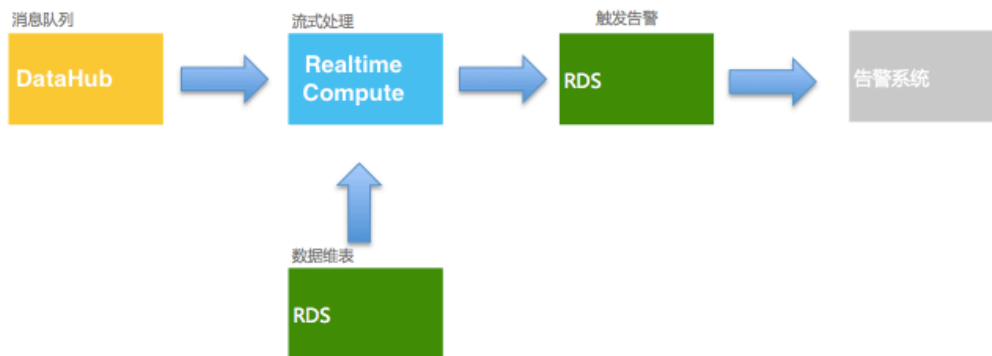 消息队列
流式处理
触发告警
DataHub
Realtime
Compute
RDS
告警系统
数据维表
RDS